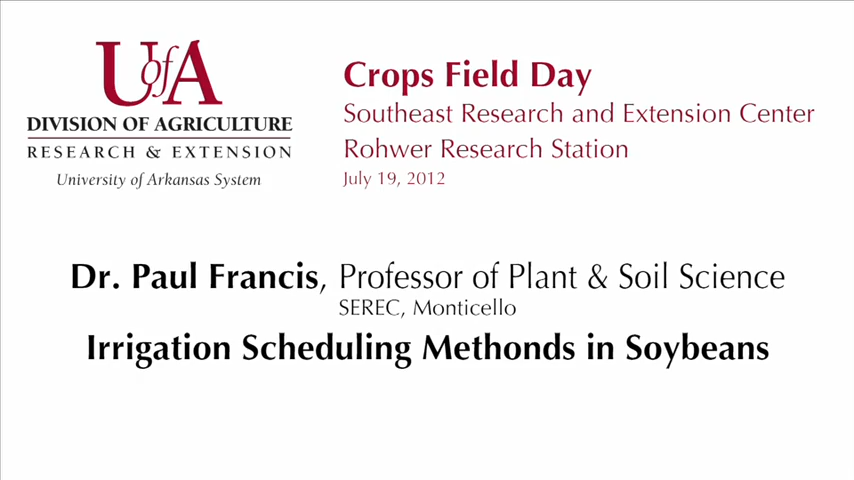 UofA
DIVISION OF AGRICULTURE
RESEARCH & EXTENSION
University of Arkansas System
Crops Field Day
Southeast Research and Extension Center
Rohwer Research Station
July 19, 2012
Dr. Paul Francis, Professor of Plant & Soil Science
SEREC, Monticello
Irrigation Scheduling Methonds in Soybeans